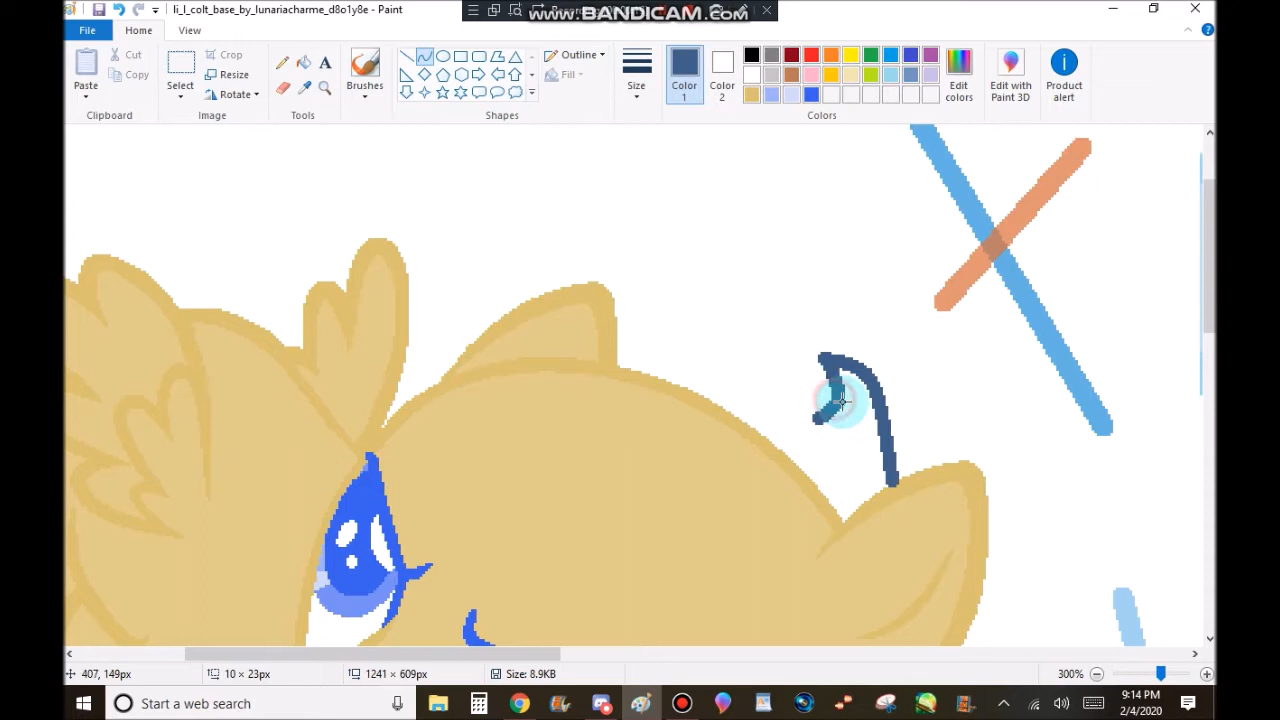 li_l_colt_base_by_lunariacharme_d8o1y8e - Paint
www.BANDICAM.com
File
Home
View
Paste
Cut
Copy
Clipboard
Select
Crop
Resize
Rotate
Image
Tools
Brushes
Outline
Fill
Shapes
Size
Color 1
Color 2
Edit colors
Colors
Edit with Paint 3D
Product alert
407, 149px
10 × 23px
1241 × 609px
Size: 8.9KB
300%
Start a web search
9:14 PM
2/4/2020